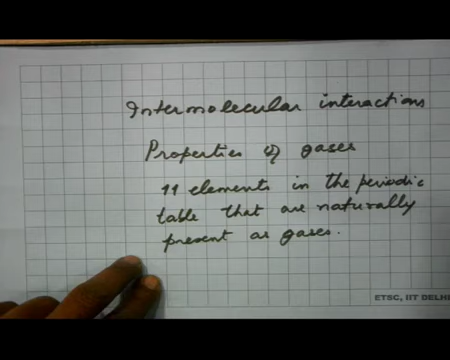 Intermolecular interactions
Properties of gases
11 elements in the periodic
table that are naturally
present as gases.
ETSC, IIT DELHI